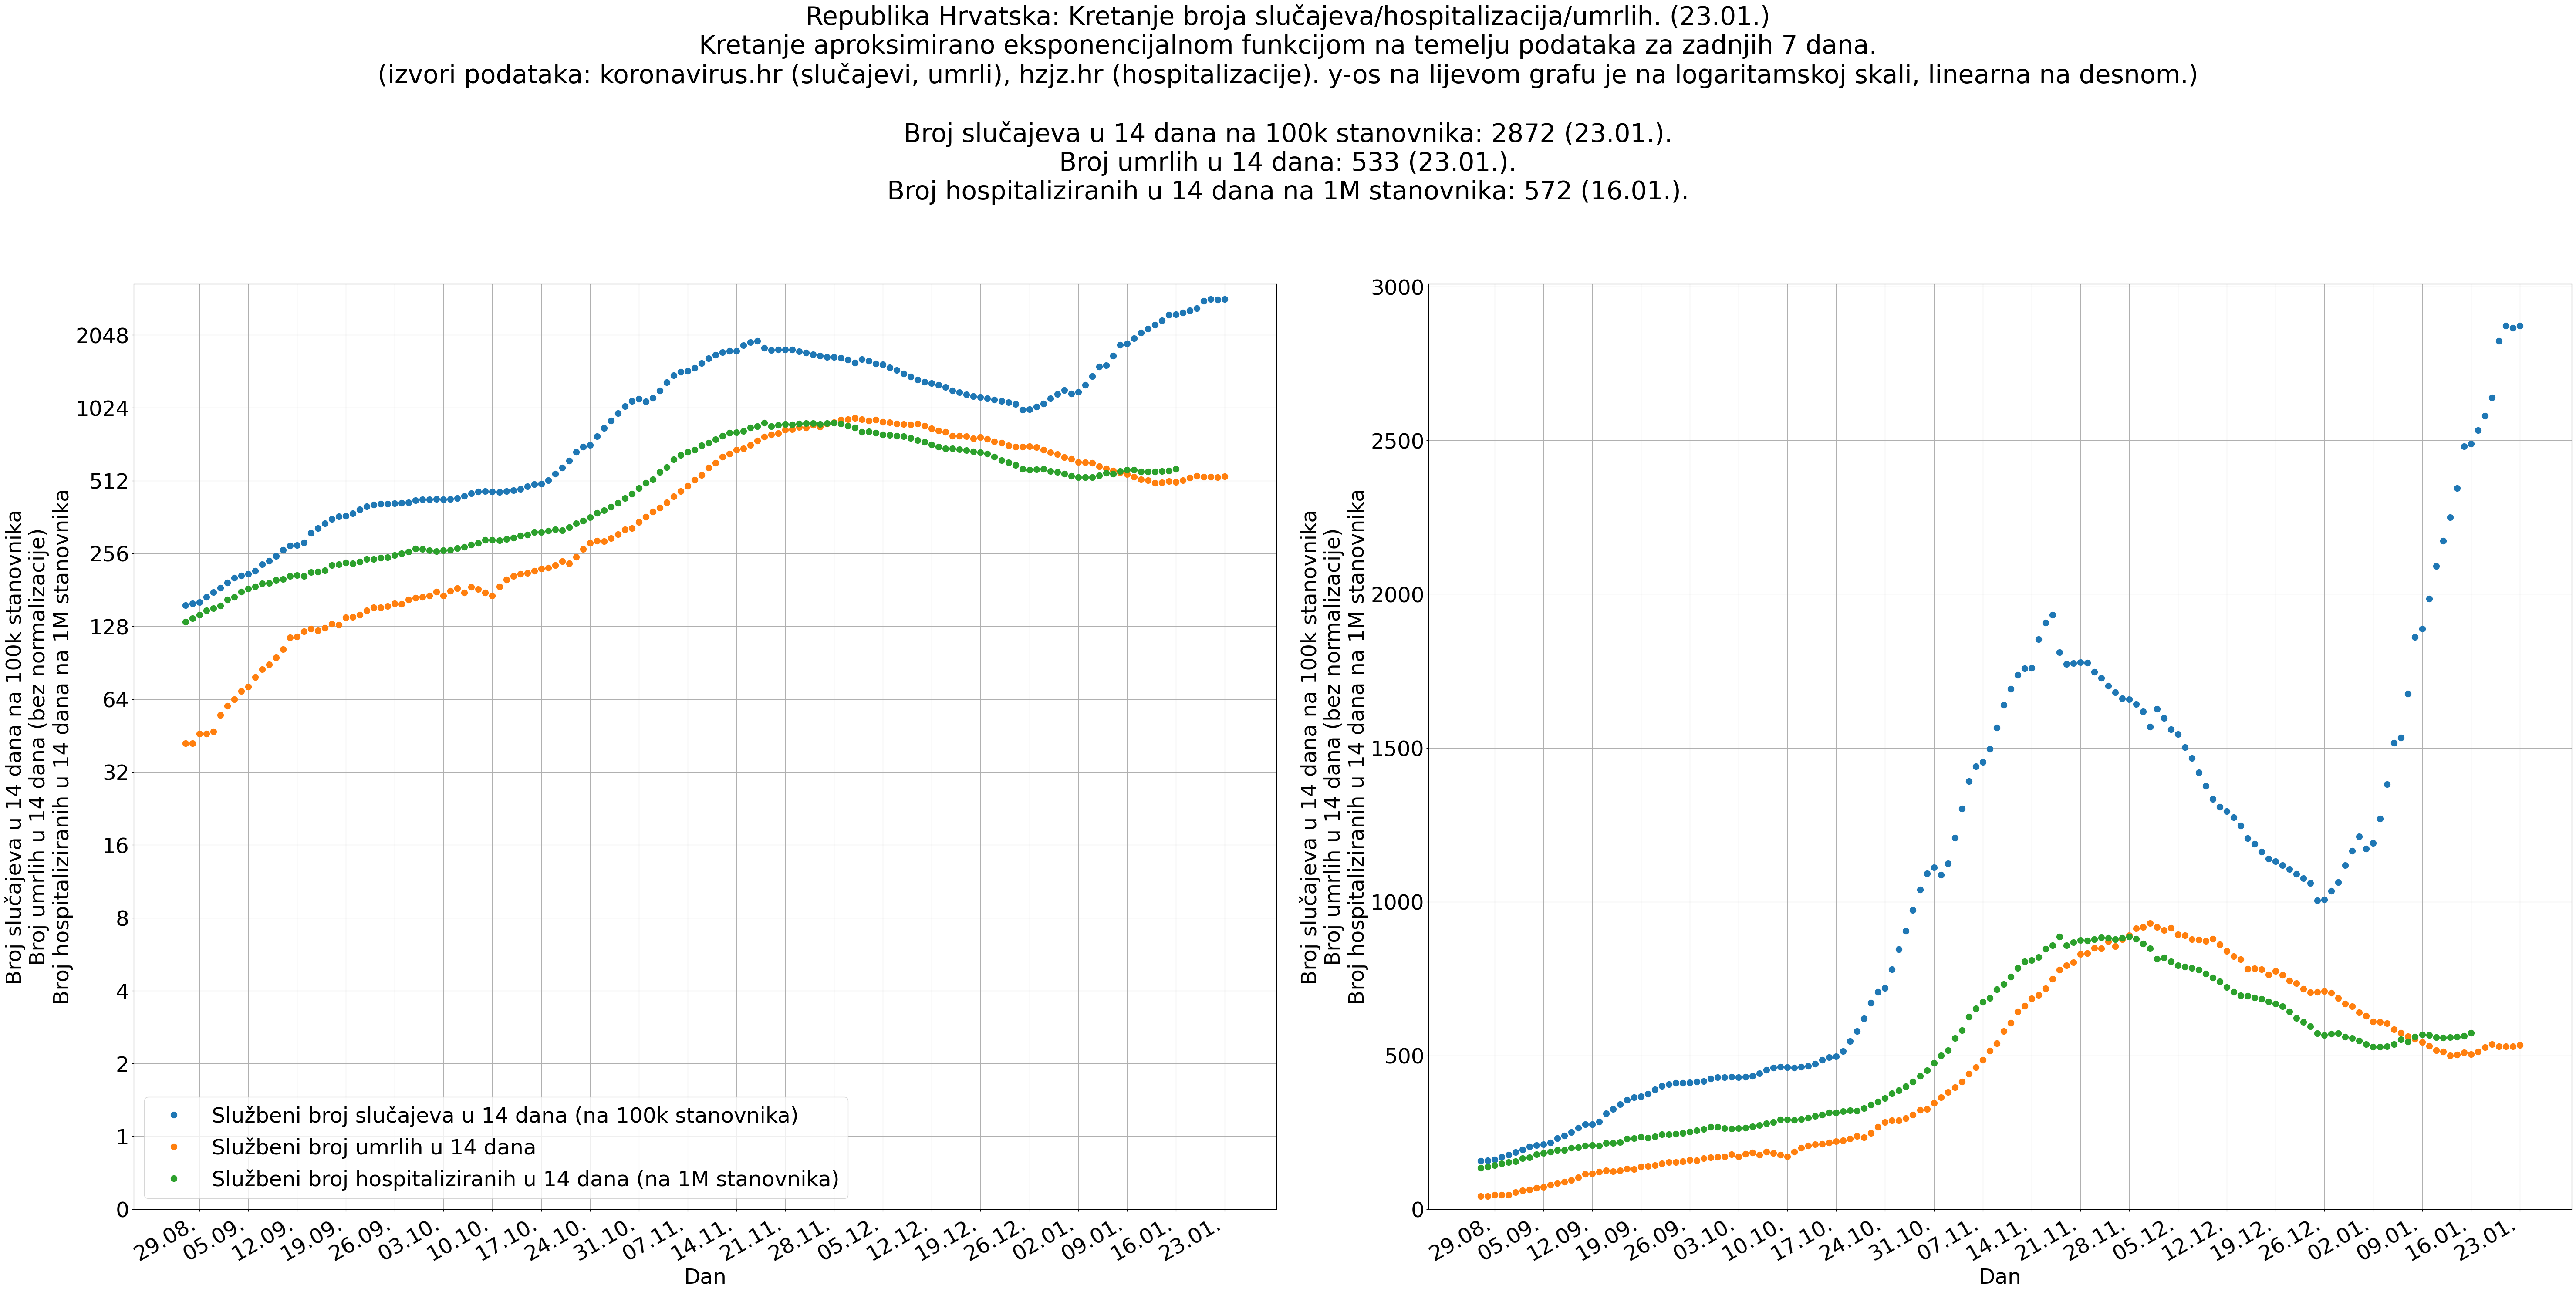 Republika Hrvatska: Kretanje broja slučajeva/hospitalizacija/umrlih. (23.01.)
Kretanje aproksimirano eksponencijalnom funkcijom na temelju podataka za zadnjih 7 dana.
(izvori podataka: koronavirus.hr (slučajevi, umrli), hzjz.hr (hospitalizacije). y-os na lijevom grafu je na logaritamskoj skali, linearna na desnom.)
Broj slučajeva u 14 dana na 100k stanovnika: 2872 (23.01.).
Broj umrlih u 14 dana: 533 (23.01.).
Broj hospitaliziranih u 14 dana na 1M stanovnika: 572 (16.01.).
Broj slučajeva u 14 dana na 100k stanovnika
Broj umrlih u 14 dana (bez normalizacije)
Broj hospitaliziranih u 14 dana na 1M stanovnika
2048
1024
512
256
128
64
32
16
8
4
2
1
0
Službeni broj slučajeva u 14 dana (na 100k stanovnika)
Službeni broj umrlih u 14 dana
Službeni broj hospitaliziranih u 14 dana (na 1M stanovnika)
29.08. 05.09. 12.09. 19.09. 26.09. 03.10. 10.10. 17.10. 24.10. 31.10. 07.11. 14.11. 21.11. 28.11. 05.12. 12.12. 19.12. 26.12. 02.01. 09.01. 16.01. 23.01.
Dan
Broj slučajeva u 14 dana na 100k stanovnika
Broj umrlih u 14 dana (bez normalizacije)
Broj hospitaliziranih u 14 dana na 1M stanovnika
3000
2500
2000
1500
1000
500
0
29.08. 05.09. 12.09. 19.09. 26.09. 03.10. 10.10. 17.10. 24.10. 31.10. 07.11. 14.11. 21.11. 28.11. 05.12. 12.12. 19.12. 26.12. 02.01. 09.01. 16.01. 23.01.
Dan